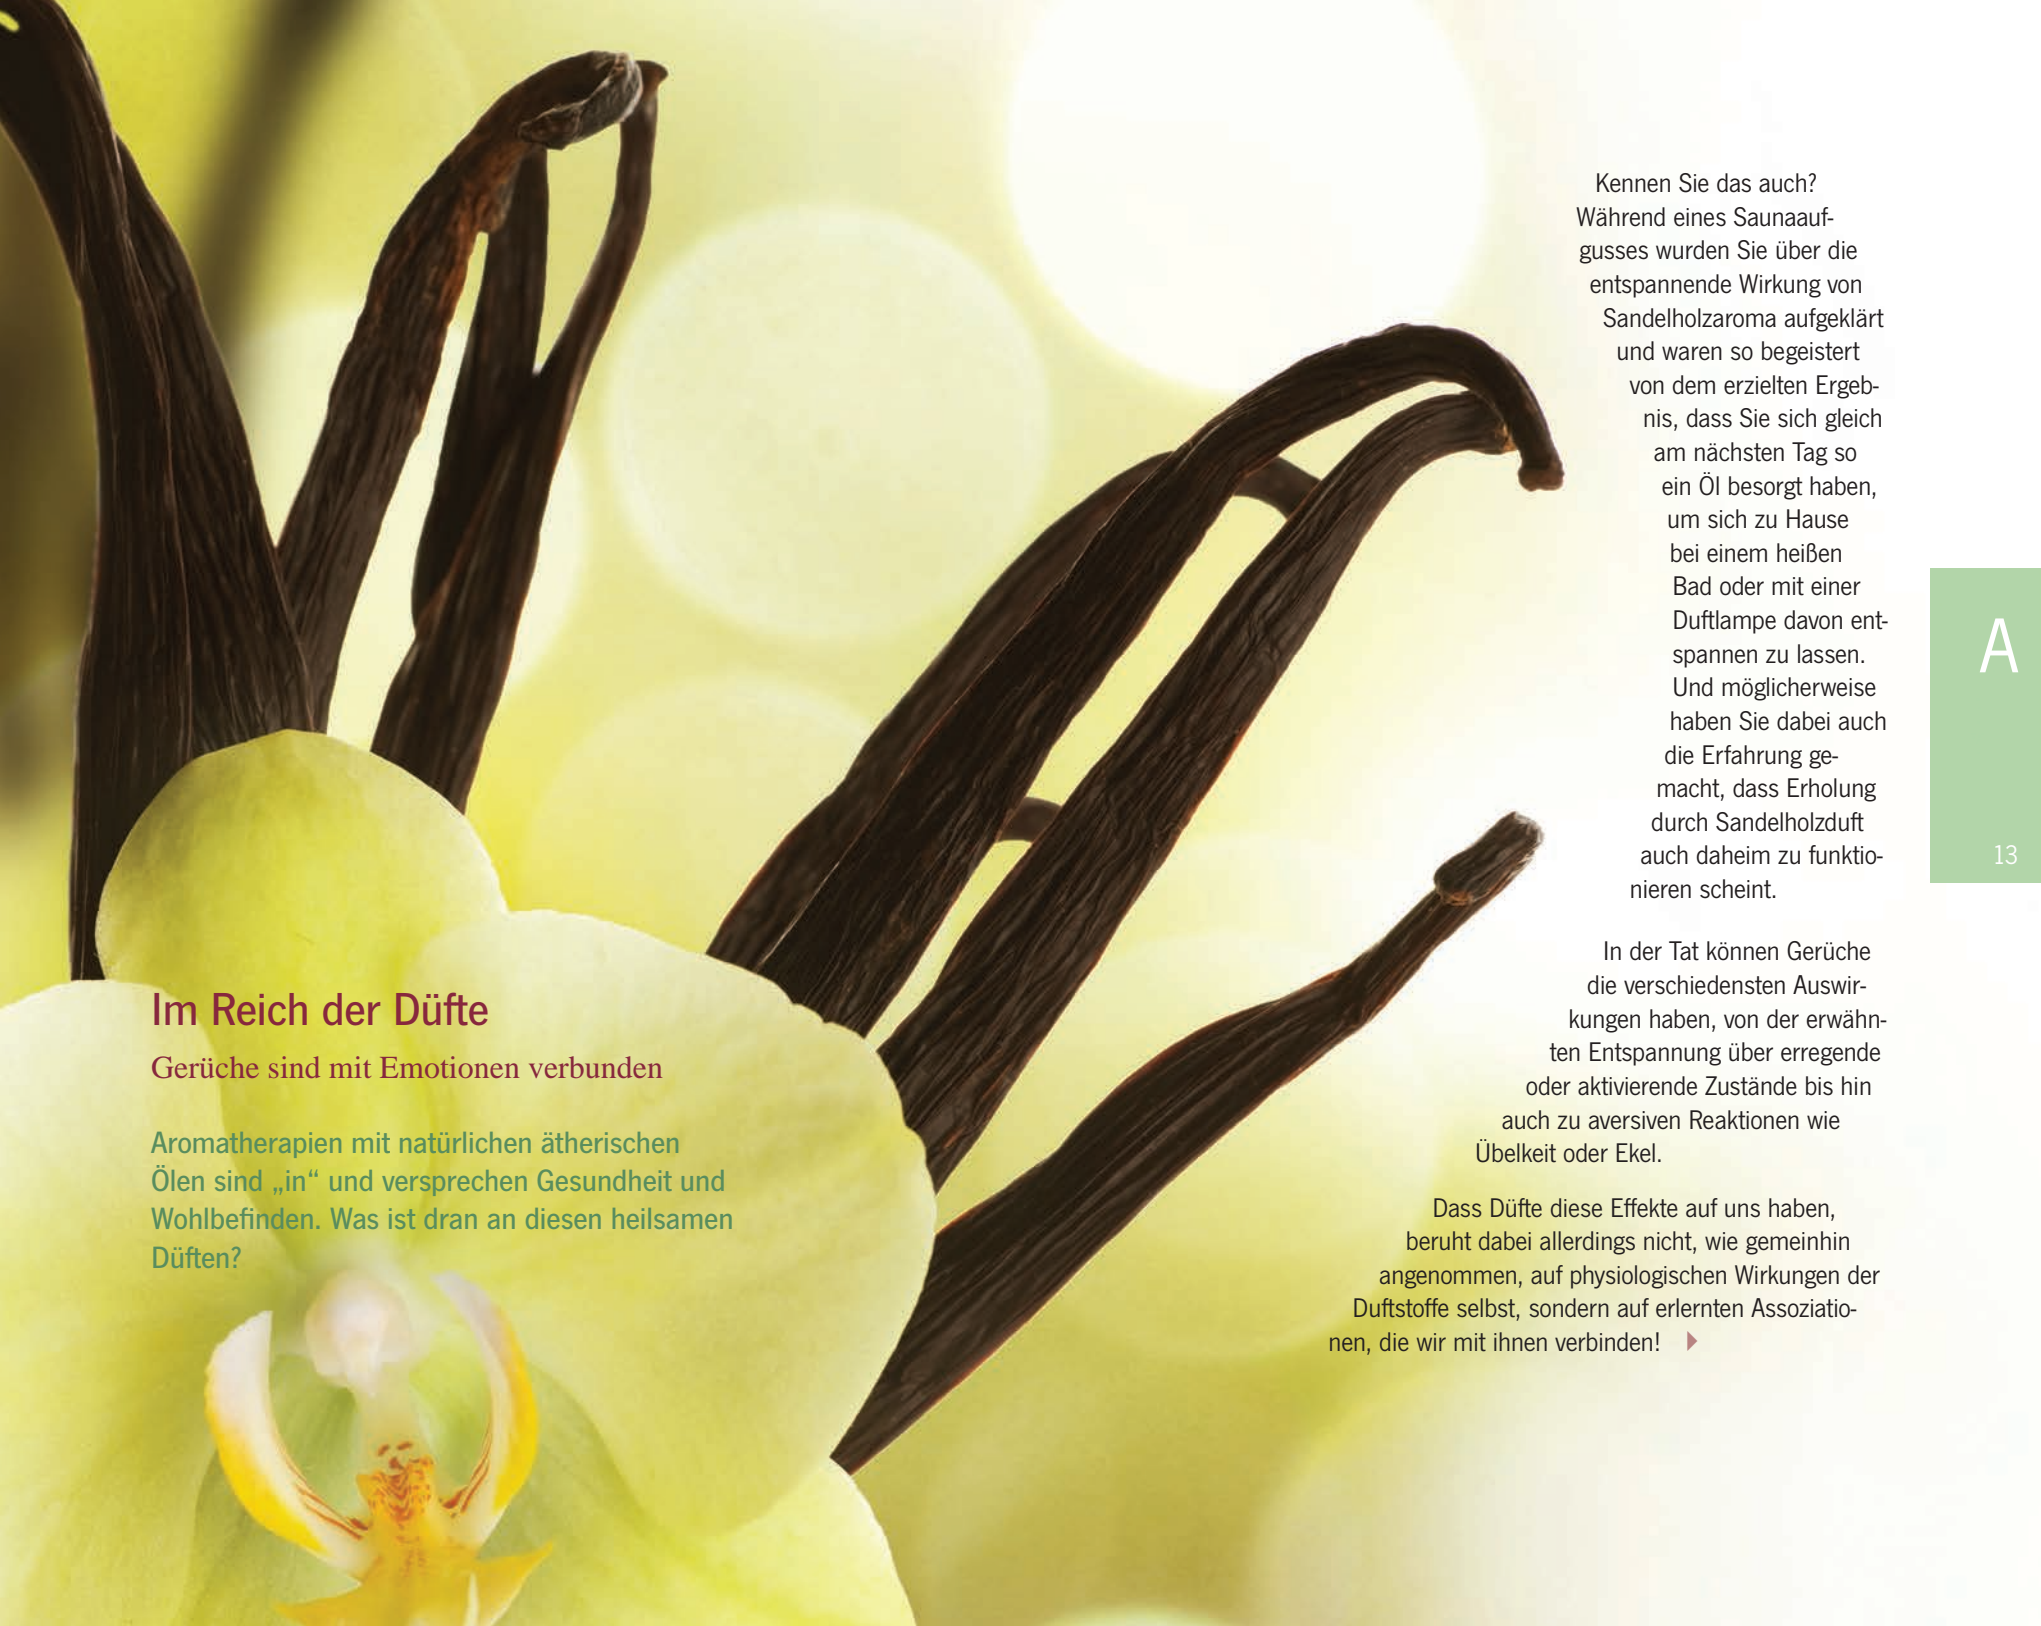 Im Reich der Düfte
Gerüche sind mit Emotionen verbunden
Aromatherapien mit natürlichen ätherischen
Ölen sind „in“ und versprechen Gesundheit und
Wohlbefinden. Was ist dran an diesen heilsamen
Düften?
Kennen Sie das auch?
Während eines Saunaauf-
gusses wurden Sie über die
entspannende Wirkung von
Sandelholzaroma aufgeklärt
und waren so begeistert
von dem erzielten Ergeb-
nis, dass Sie sich gleich
am nächsten Tag so
ein Öl besorgt haben,
um sich zu Hause
bei einem heißen
Bad oder mit einer
Duftlampe davon ent-
spannen zu lassen.
Und möglicherweise
haben Sie dabei auch
die Erfahrung ge-
macht, dass Erholung
durch Sandelholzduft
auch daheim zu funktio-
nieren scheint.
In der Tat können Gerüche
die verschiedensten Auswir-
kungen haben, von der erwähn-
ten Entspannung über erregende
oder aktivierende Zustände bis hin
auch zu aversiven Reaktionen wie
Übelkeit oder Ekel.
Dass Düfte diese Effekte auf uns haben,
beruht dabei allerdings nicht, wie gemeinhin
angenommen, auf physiologischen Wirkungen der
Duftstoffe selbst, sondern auf erlernten Assoziatio-
nen, die wir mit ihnen verbinden!
A
13